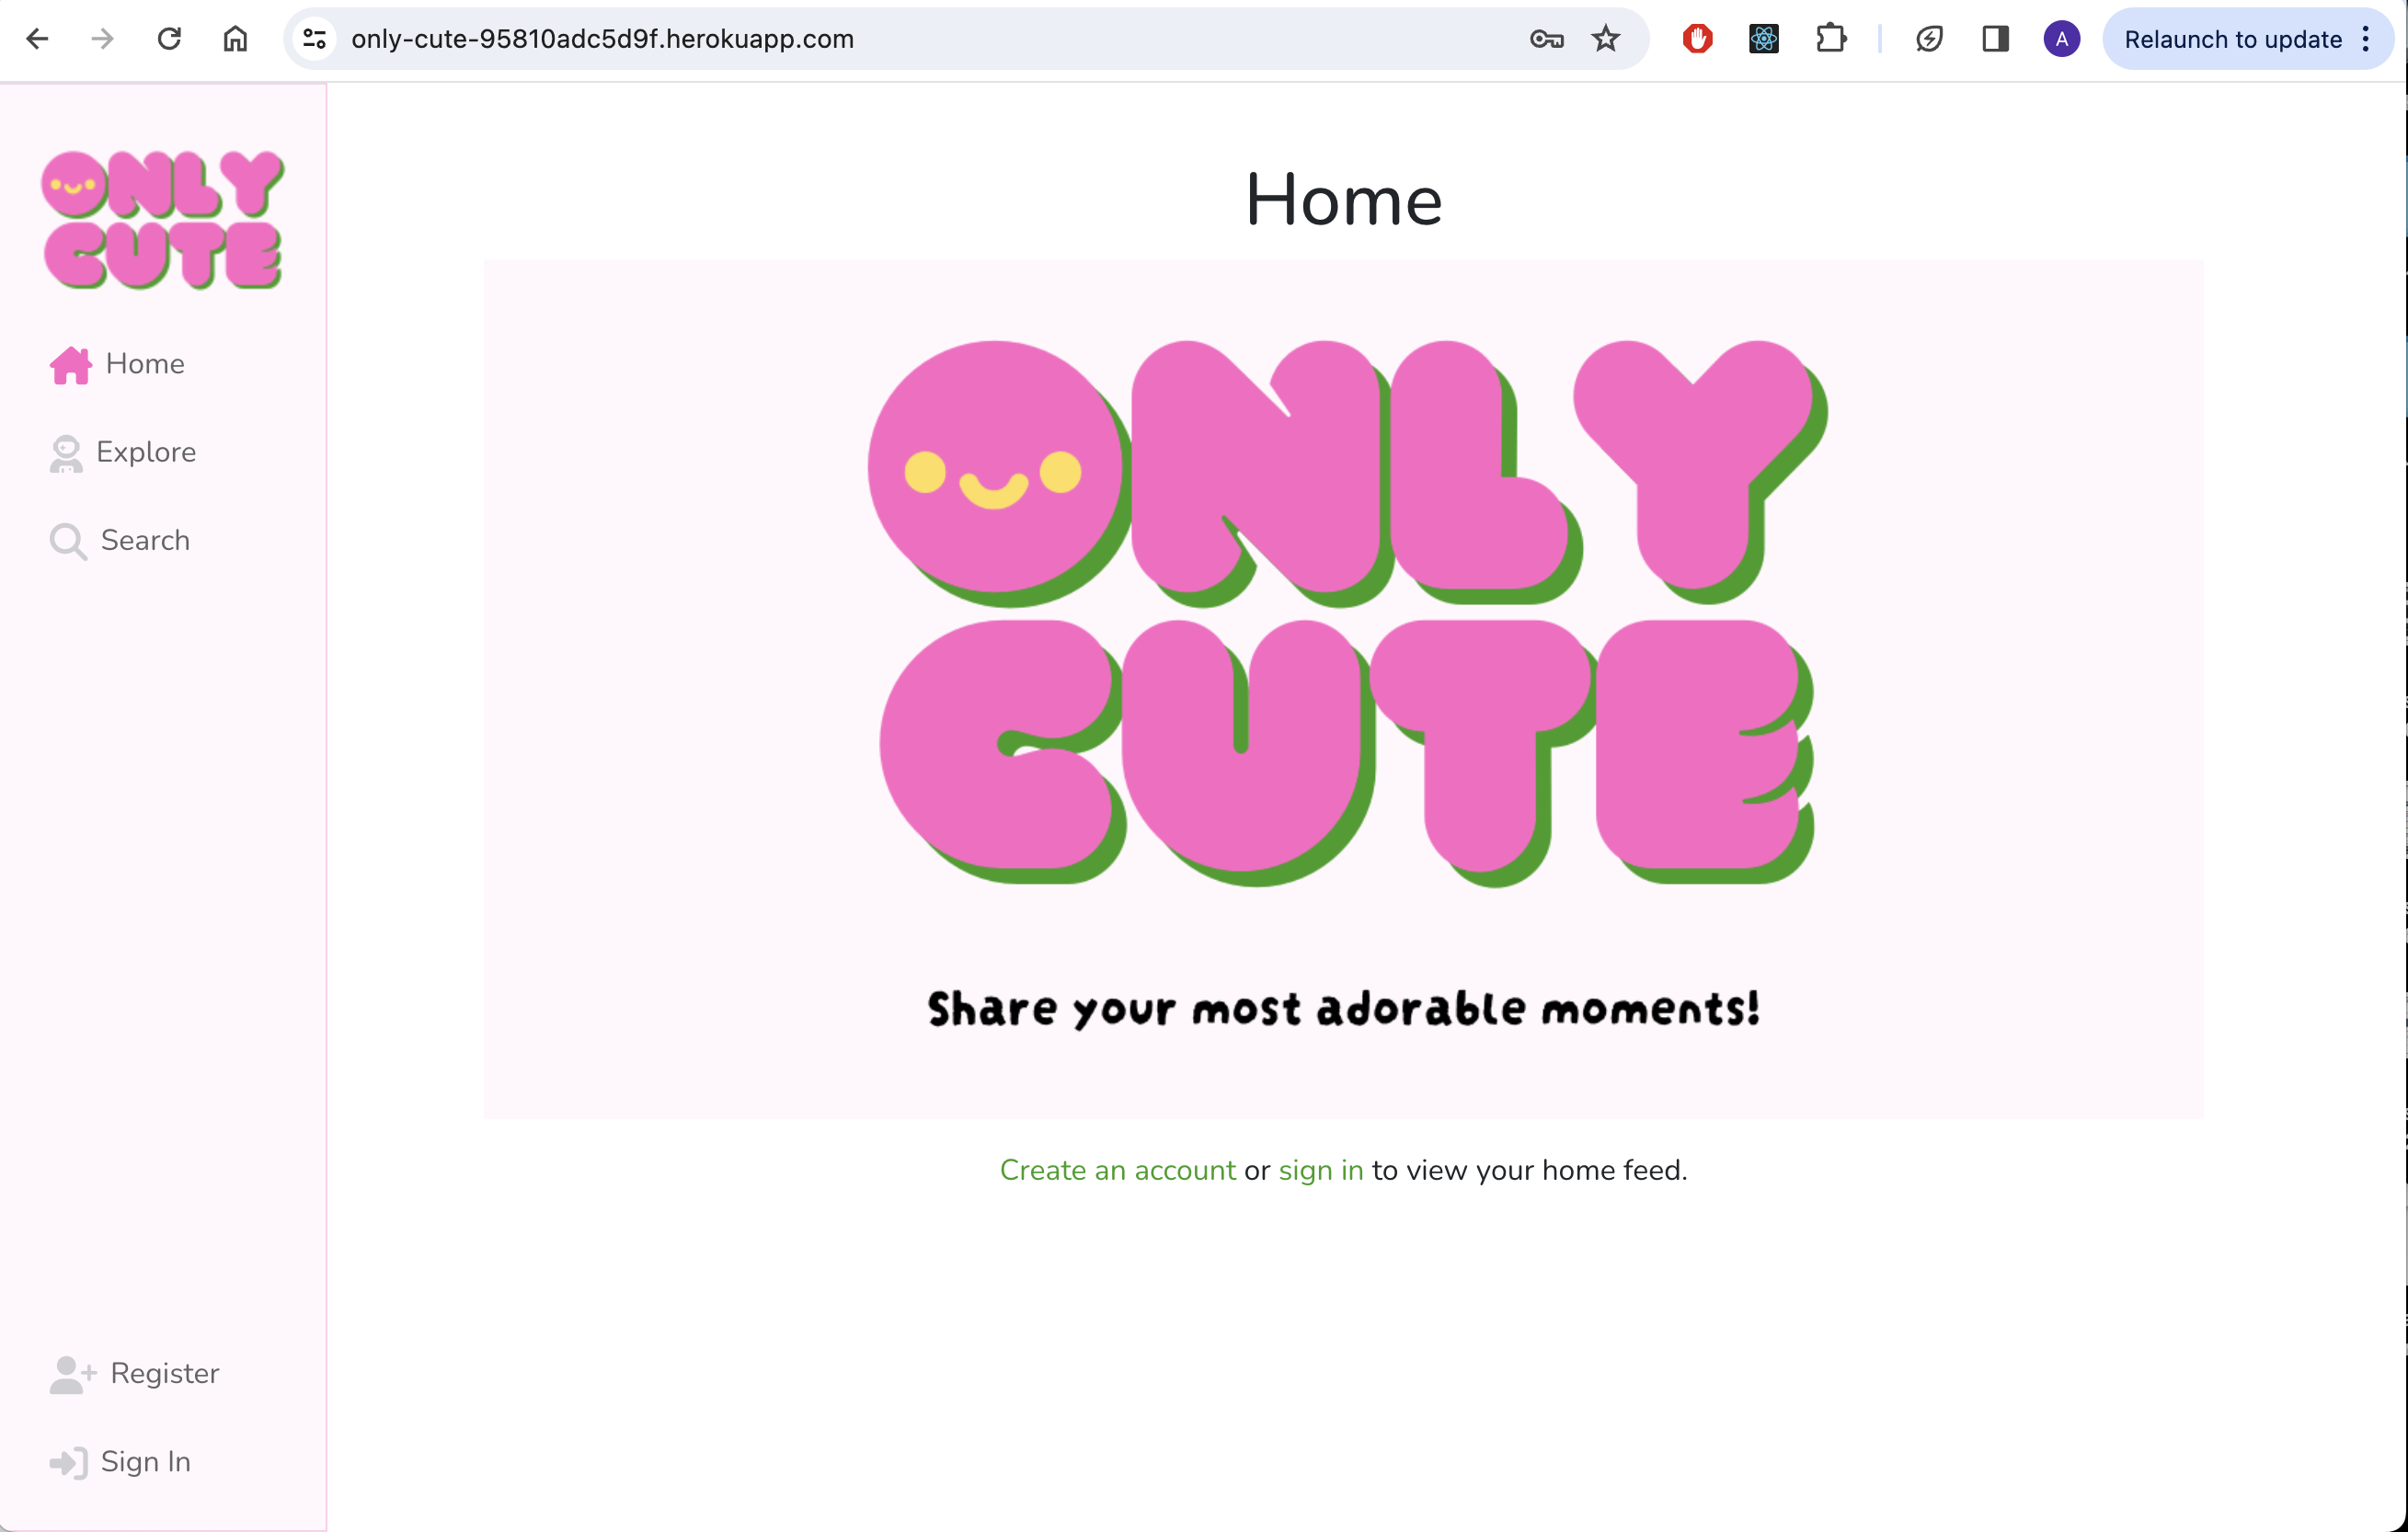 only-cute-95810adc5d9f.herokuapp.com
A
Relaunch to update
ONLY
CUTE
Home
Explore
Search
Register
Sign In
Home
ONLY
CUTE
Share your most adorable moments!
Create an account or sign in to view your home feed.